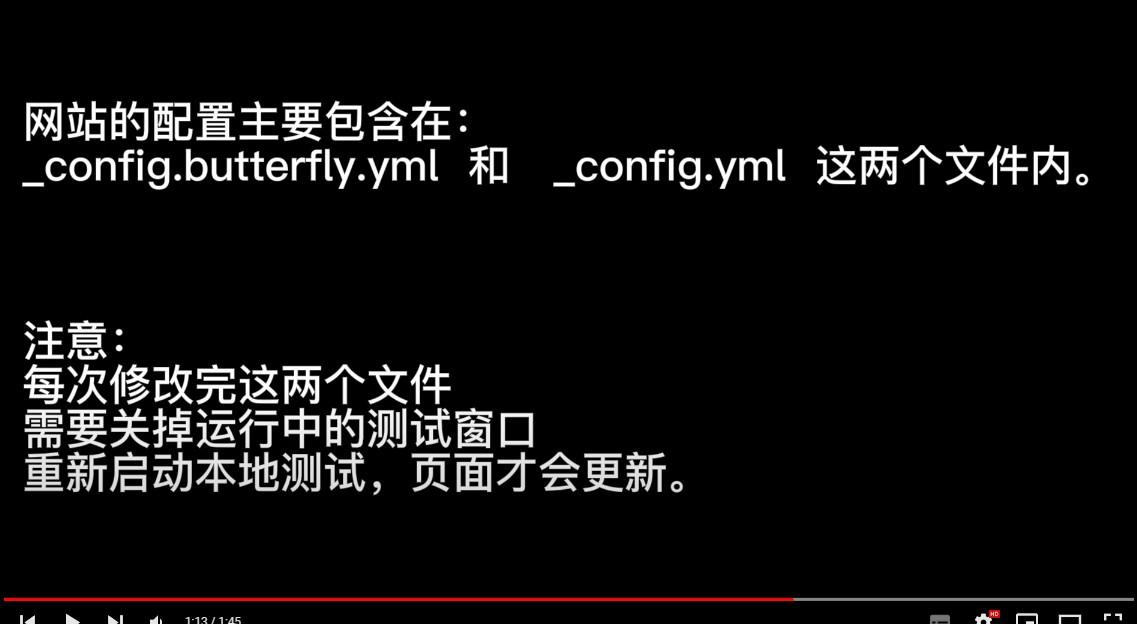 网站的配置主要包含在：
_config.butterfly.yml 和 _config.yml 这两个文件内。
注意：
每次修改完这两个文件
需要关掉运行中的测试窗口
重新启动本地测试，页面才会更新。
1:13 / 1:45
HD